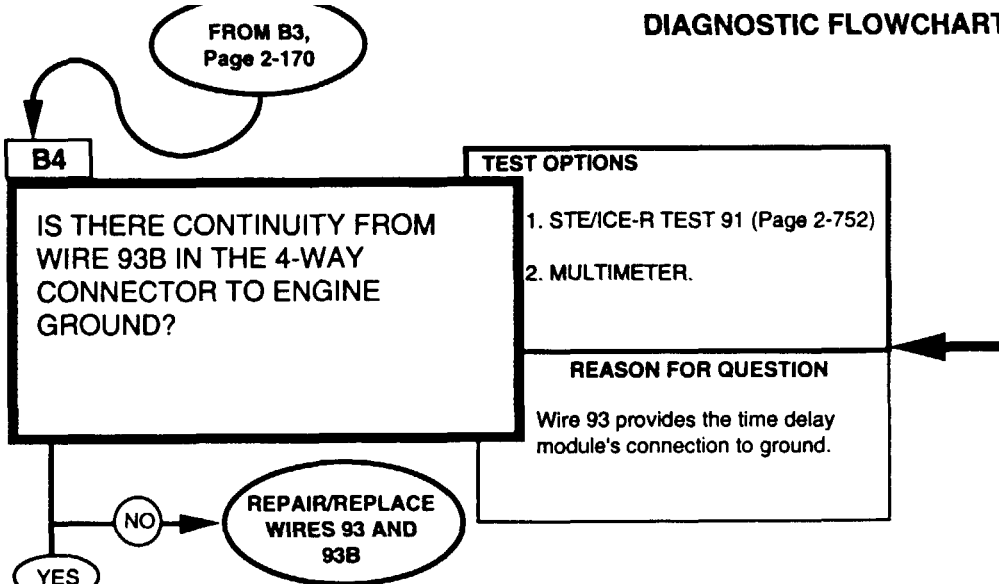 DIAGNOSTIC FLOWCHART
FROM B3,
Page 2-170
B4
IS THERE CONTINUITY FROM
WIRE 93B IN THE 4-WAY
CONNECTOR TO ENGINE
GROUND?
TEST OPTIONS
1. STE/ICE-R TEST 91 (Page 2-752)
2. MULTIMETER.
REASON FOR QUESTION
Wire 93 provides the time delay
module's connection to ground.
NO
REPAIR/REPLACE
WIRES 93 AND
93B
YES